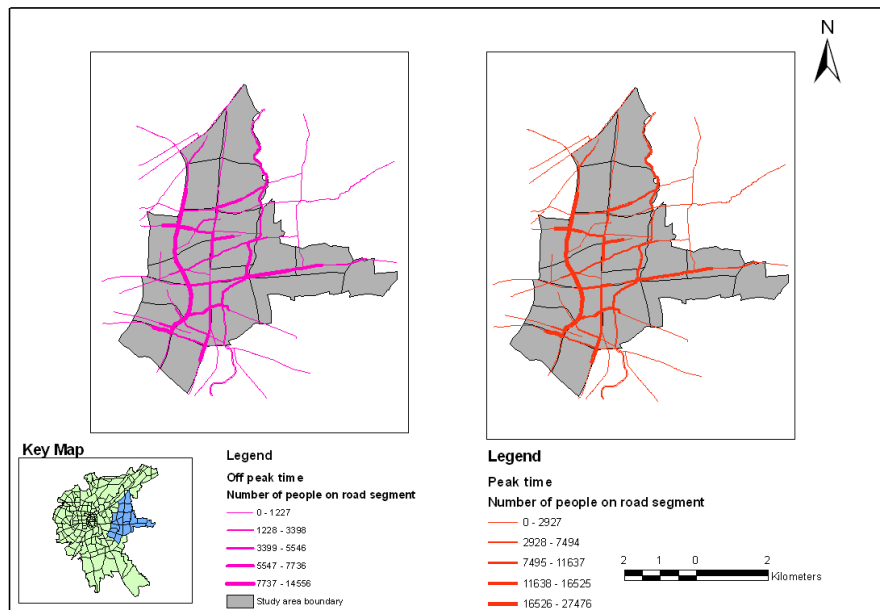 N
Key Map
Legend
Off peak time
Number of people on road segment
0 - 1227
1228 - 3398
3399 - 5546
5547 - 7736
7737 - 14556
Study area boundary
Legend
Peak time
Number of people on road segment
0 - 2927
2928 - 7494
7495 - 11637
11638 - 16525
16526 - 27476
2 1 0 2
Kilometers